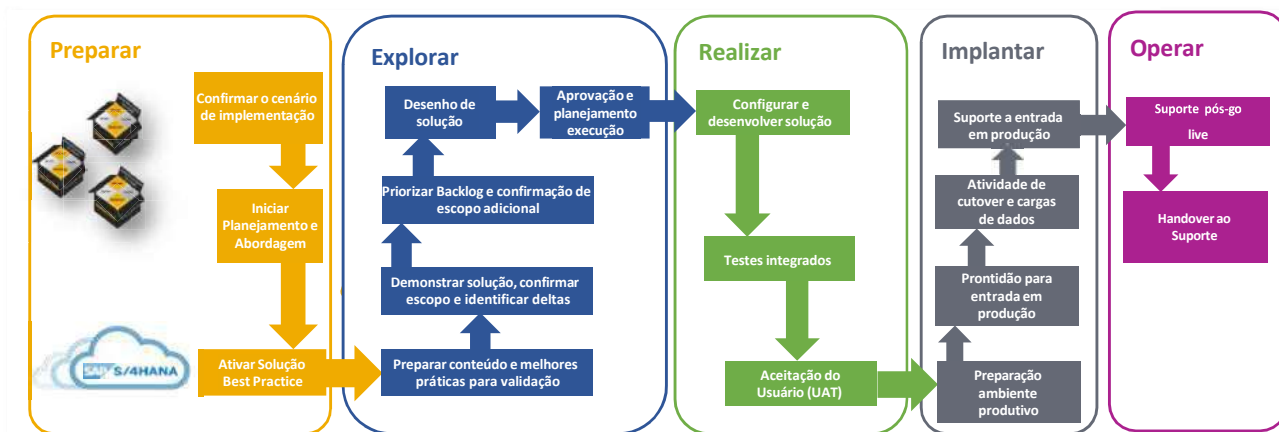 Preparar
Confirmar o cenário
de implementação
Iniciar
Planejamento e
Abordagem
Ativar Solução
Best Practice
SAP S/4HANA
Explorar
Preparar conteúdo e melhores
práticas para validação
Demonstrar solução, confirmar
escopo e identificar deltas
Priorizar Backlog e confirmação de
escopo adicional
Desenho de
solução
Aprovação e
planejamento
execução
Realizar
Configurar e
desenvolver solução
Testes integrados
Aceitação do
Usuário (UAT)
Implantar
Preparação
ambiente
produtivo
Prontidão para
entrada em
produção
Atividade de
cutover e cargas
de dados
Suporte a entrada
em produção
Operar
Suporte pós-go
live
Handover ao
Suporte